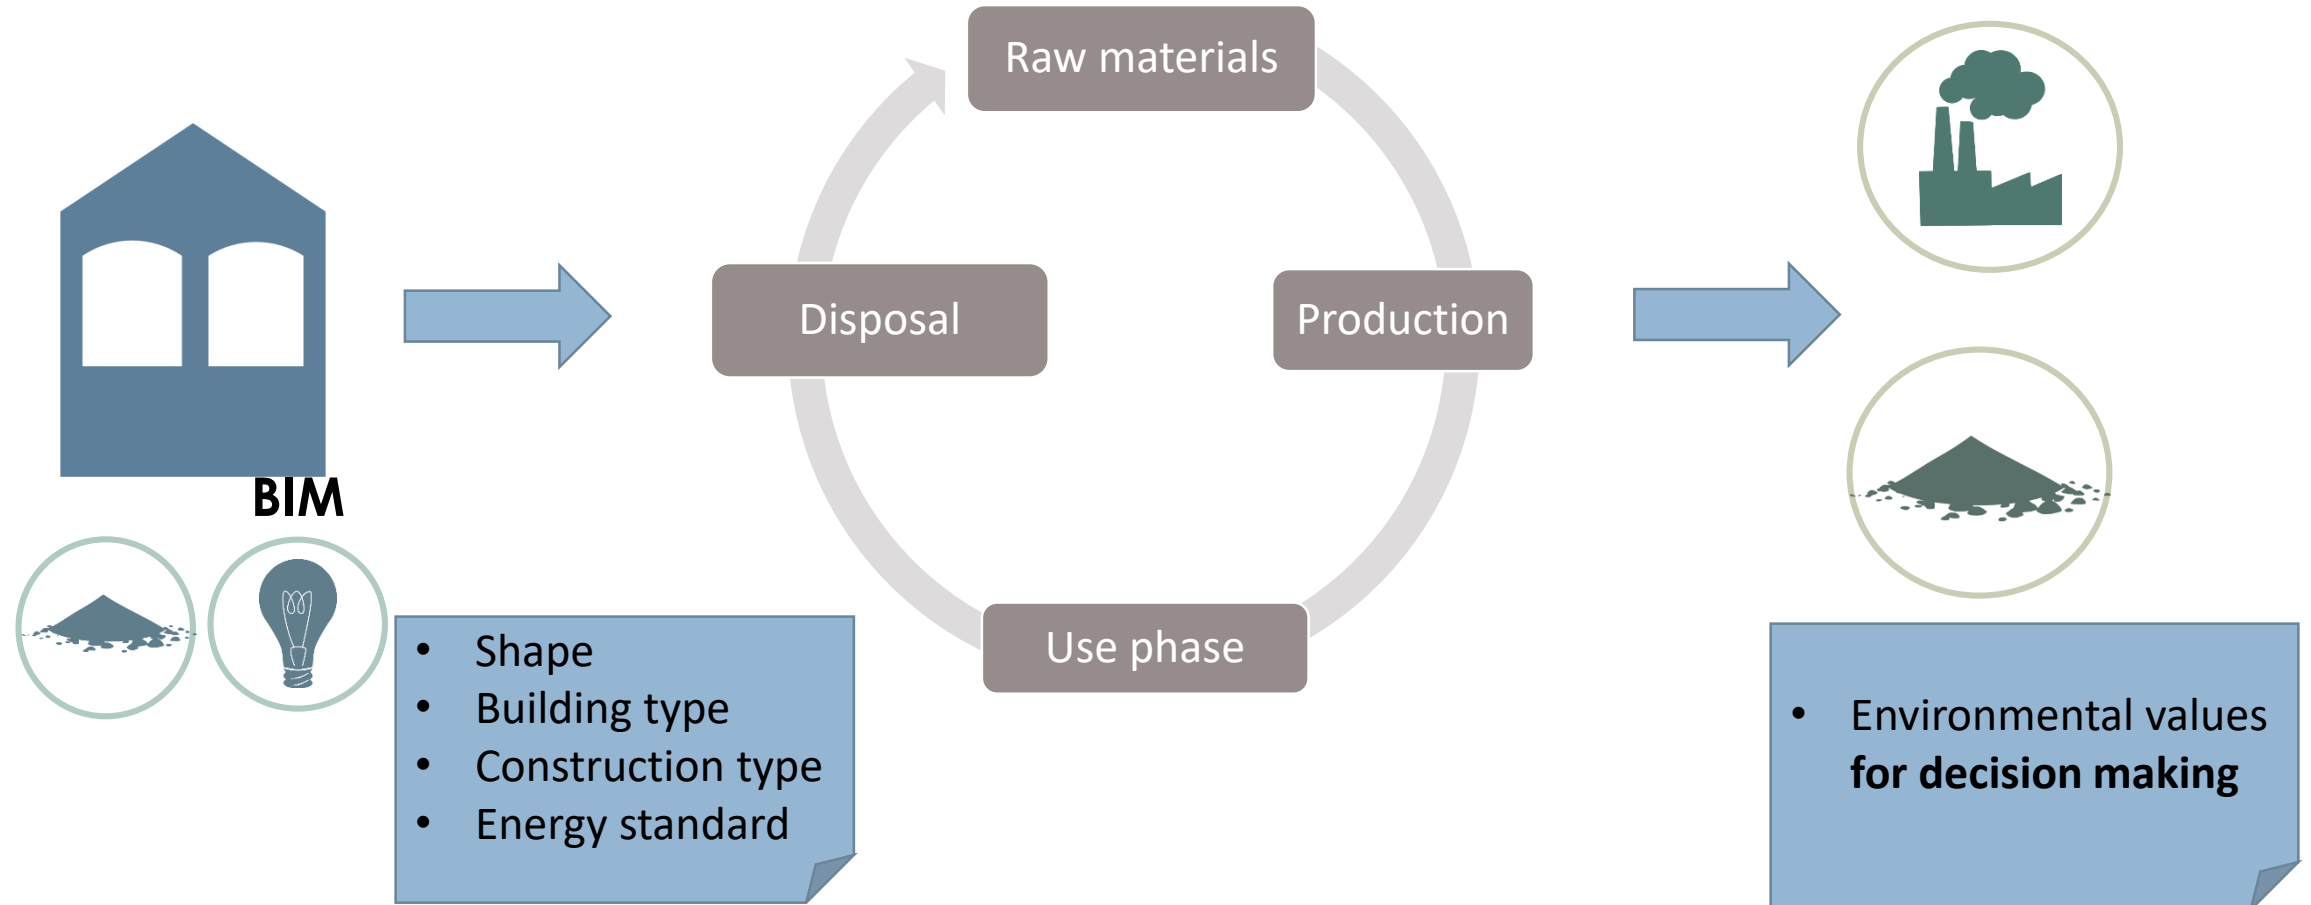 Raw materials
Disposal
Production
Use phase
BIM
• Shape
• Building type
• Construction type
• Energy standard
• Environmental values
for decision making